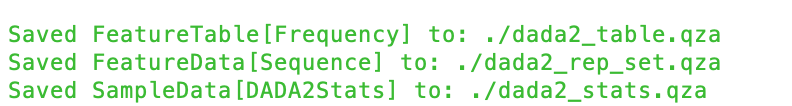 Saved FeatureTable[Frequency] to: ./dada2_table.qza
Saved FeatureData[Sequence] to: ./dada2_rep_set.qza
Saved SampleData[DADA2Stats] to: ./dada2_stats.qza